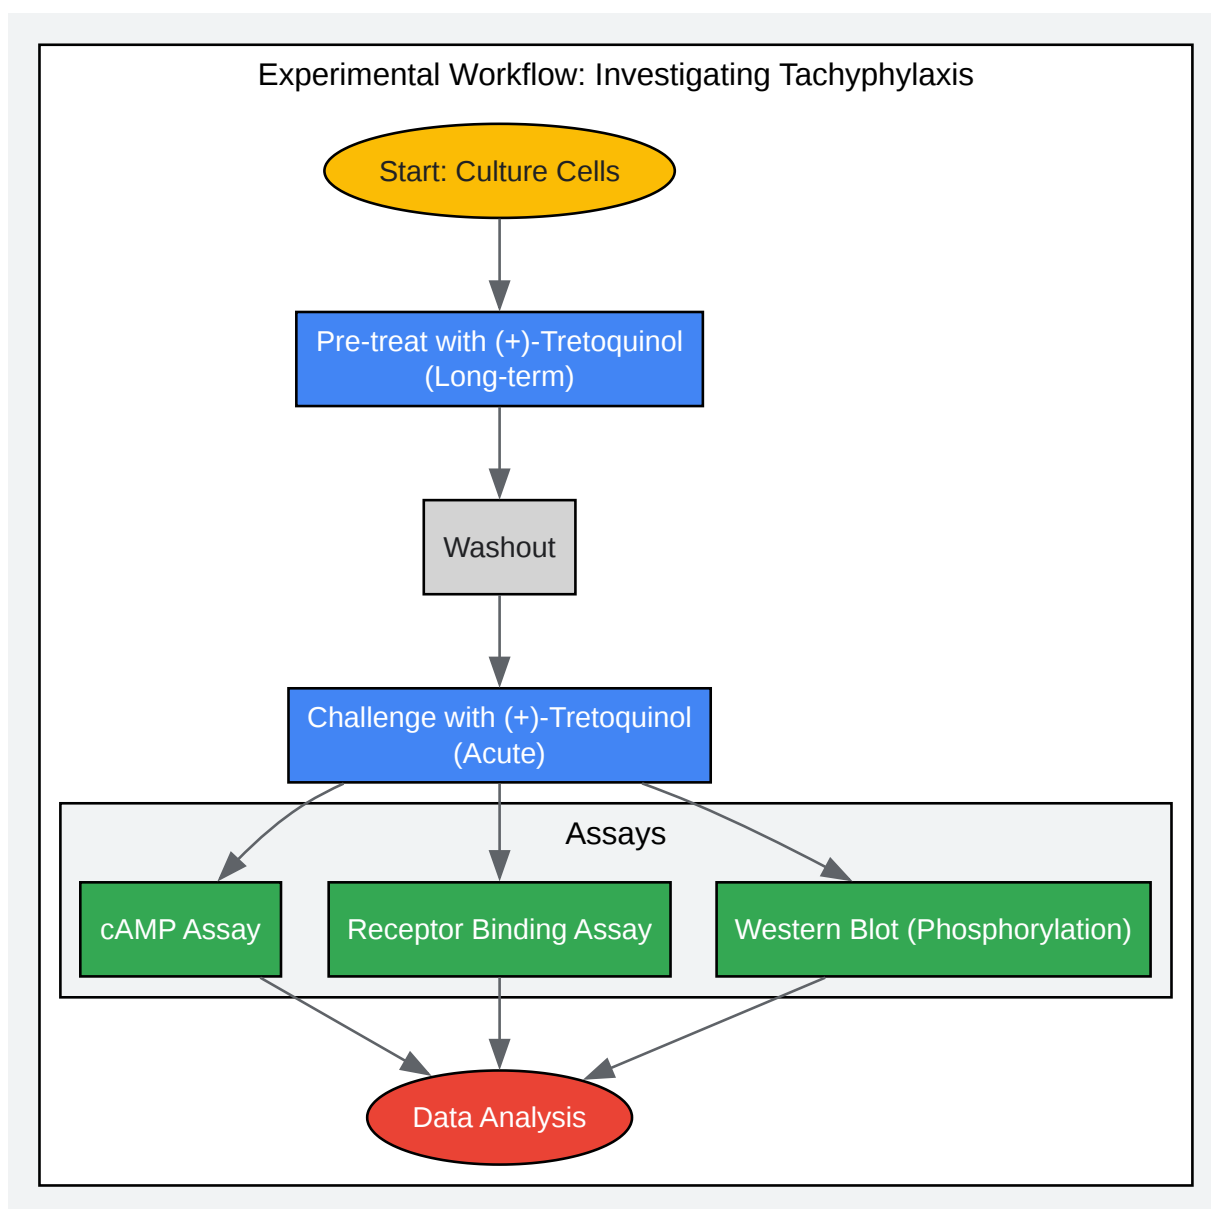 Experimental Workflow: Investigating Tachyphylaxis
Start: Culture Cells
Pre-treat with (+)-Tretoquinol
(Long-term)
Washout
Challenge with (+)-Tretoquinol
(Acute)
Assays
cAMP Assay
Receptor Binding Assay
Western Blot (Phosphorylation)
Data Analysis